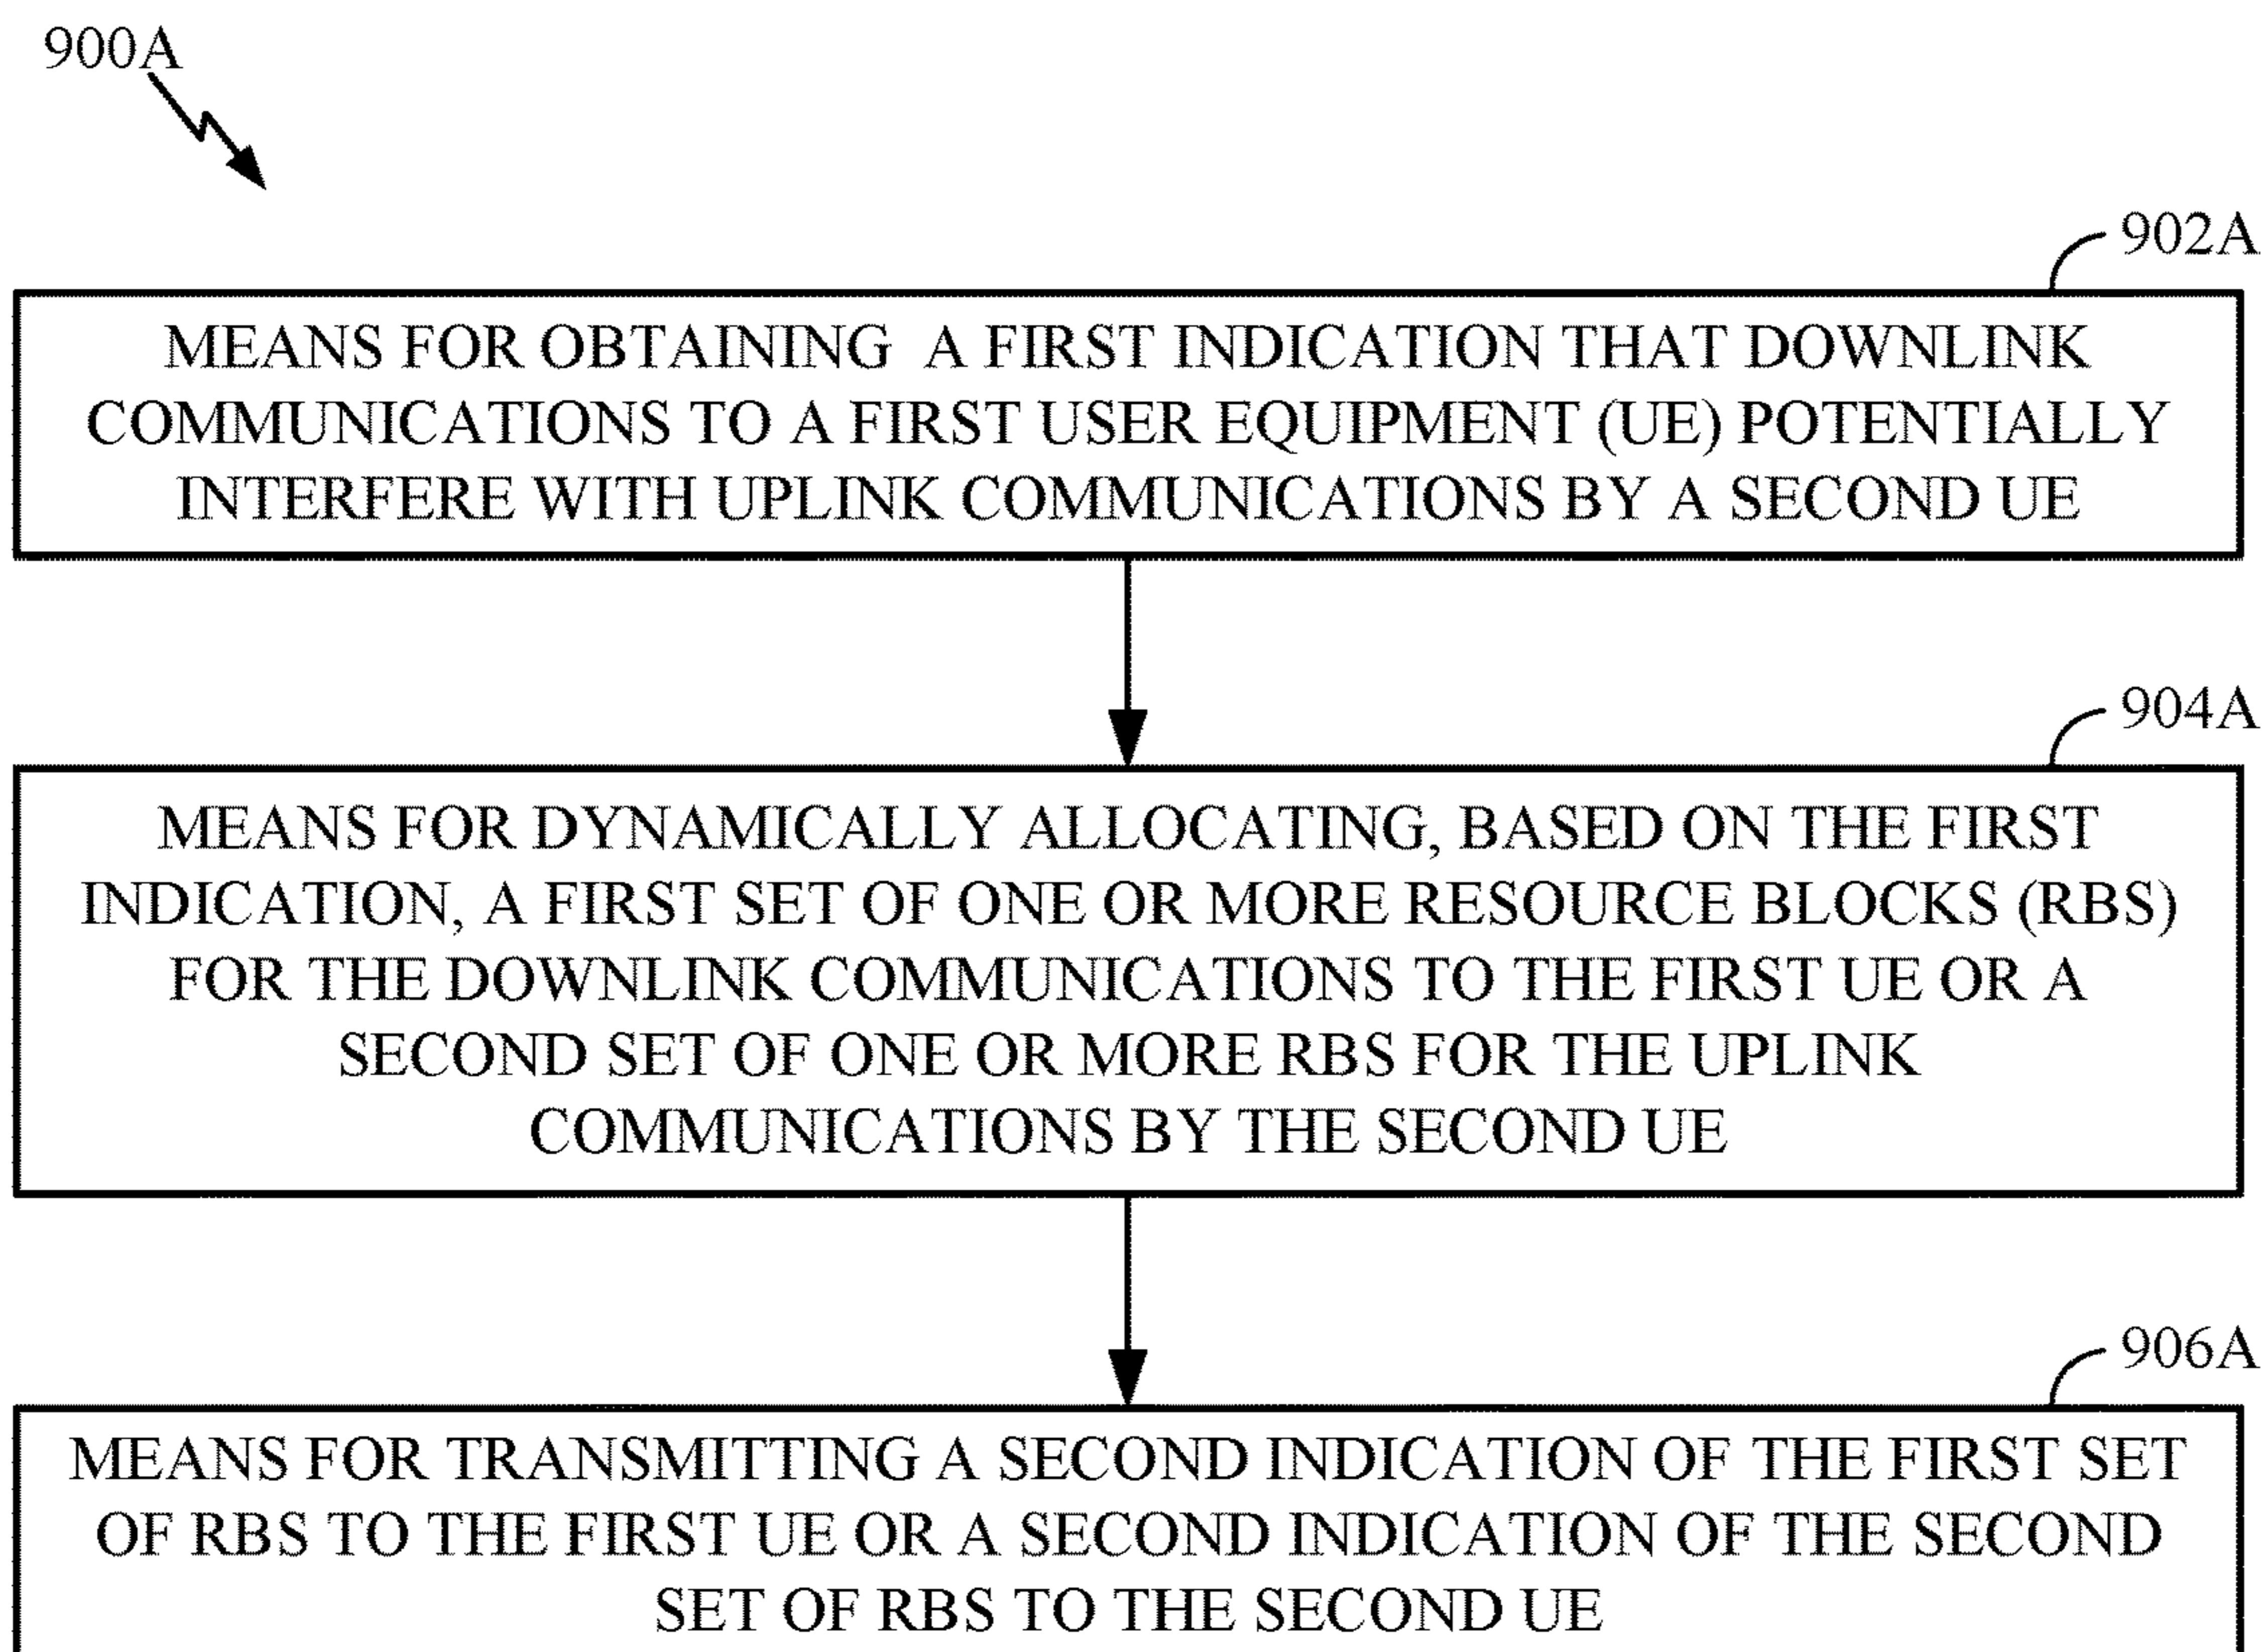 900A
902A
MEANS FOR OBTAINING A FIRST INDICATION THAT DOWNLINK
COMMUNICATIONS TO A FIRST USER EQUIPMENT (UE) POTENTIALLY
INTERFERE WITH UPLINK COMMUNICATIONS BY A SECOND UE
904A
MEANS FOR DYNAMICALLY ALLOCATING, BASED ON THE FIRST
INDICATION, A FIRST SET OF ONE OR MORE RESOURCE BLOCKS (RBS)
FOR THE DOWNLINK COMMUNICATIONS TO THE FIRST UE OR A
SECOND SET OF ONE OR MORE RBS FOR THE UPLINK
COMMUNICATIONS BY THE SECOND UE
906A
MEANS FOR TRANSMITTING A SECOND INDICATION OF THE FIRST SET
OF RBS TO THE FIRST UE OR A SECOND INDICATION OF THE SECOND
SET OF RBS TO THE SECOND UE